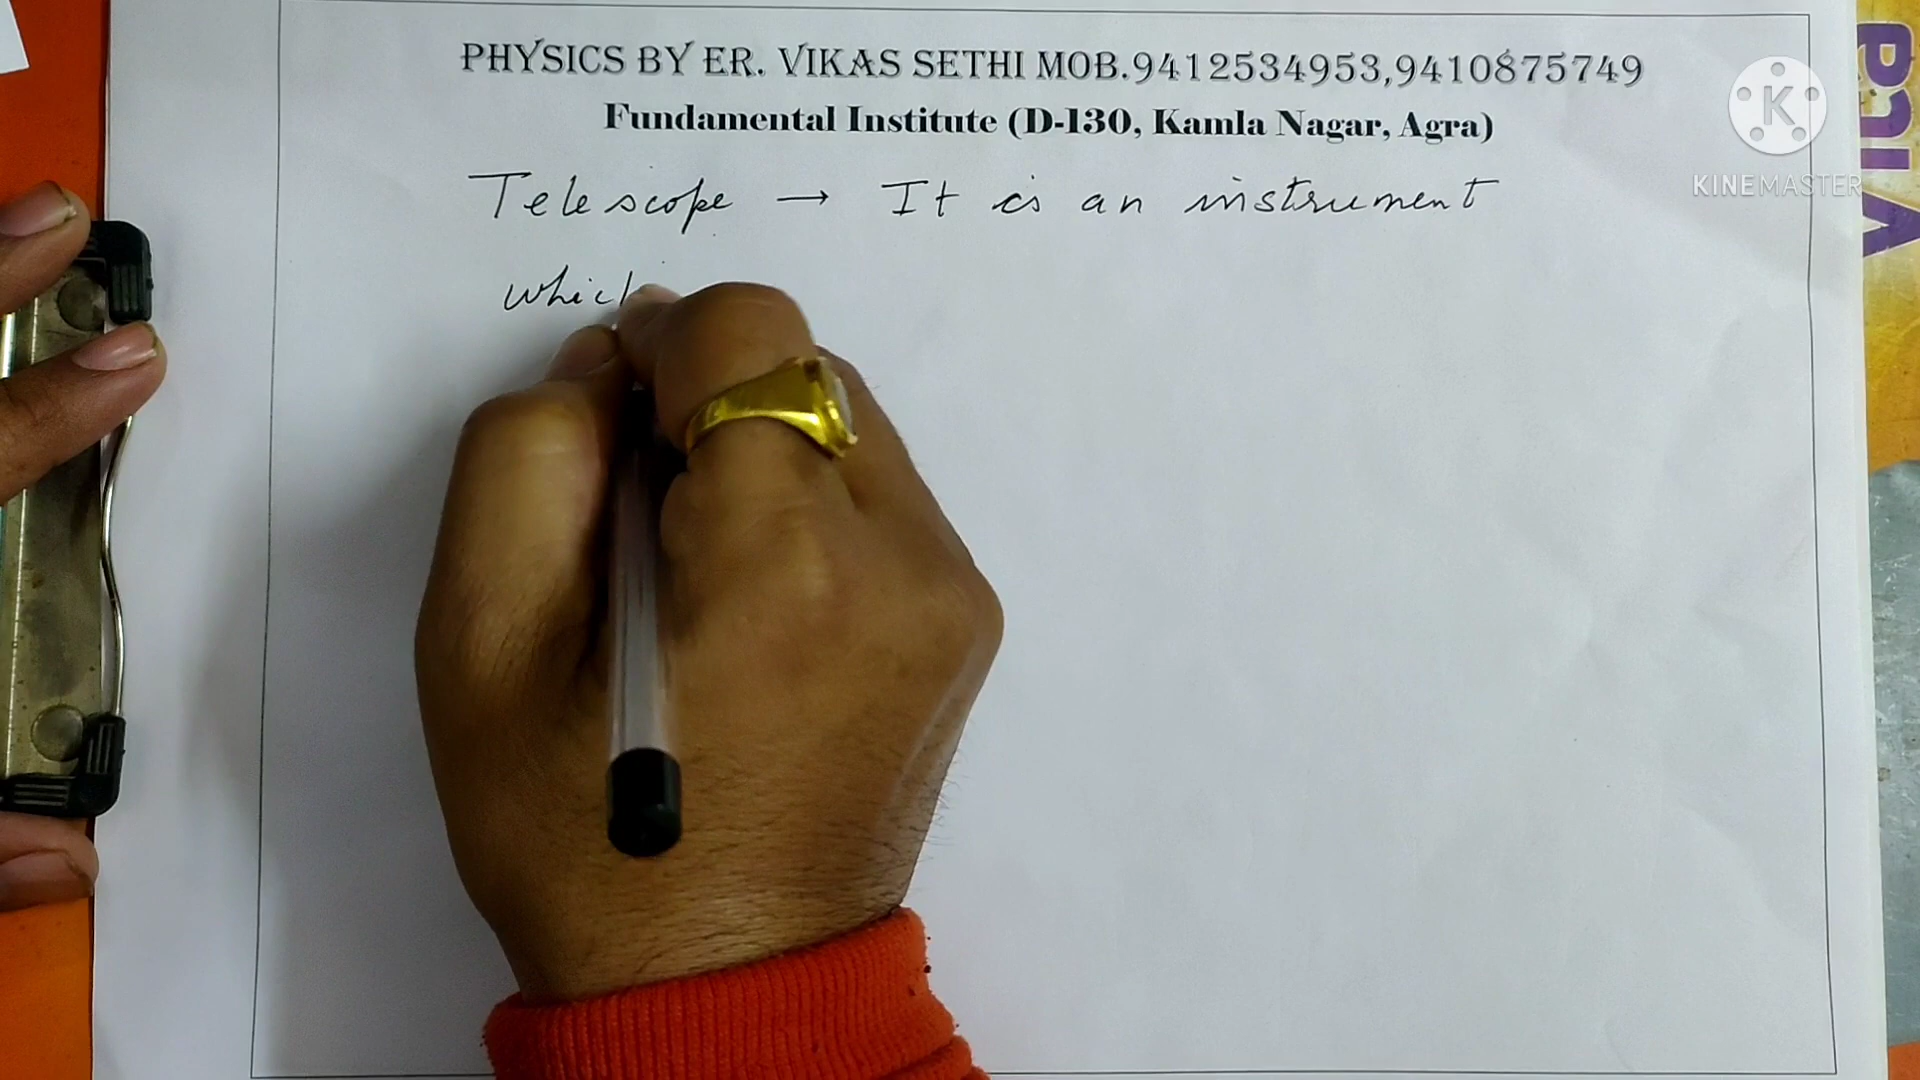 PHYSICS BY ER. VIKAS SETHI MOB.9412534953,9410875749
Fundamental Institute (D-130, Kamla Nagar, Agra)
K
KINEMASTER
Telescope → It is an instrument
which